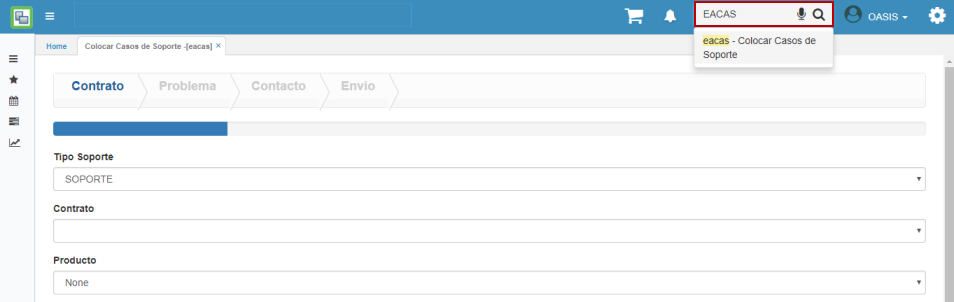 EACAS
OASIS
eacas - Colocar Casos de
Soporte
Home
Colocar Casos de Soporte -[eacas] ×
Contrato
Problema
Contacto
Envio
Tipo Soporte
SOPORTE
Contrato
Producto
None